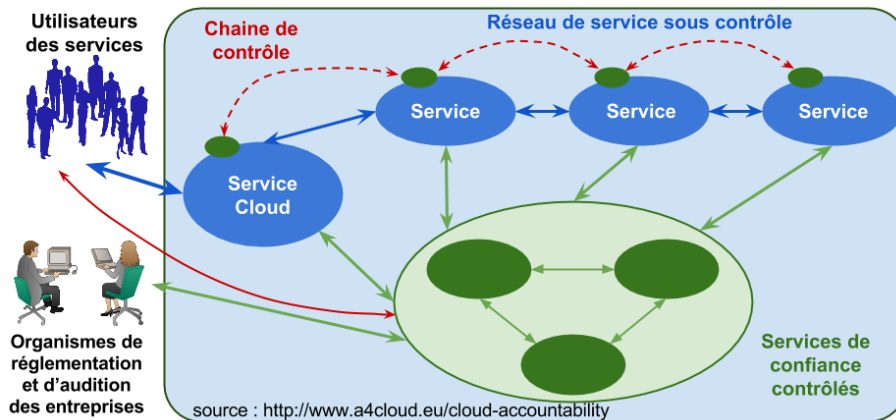 Utilisateurs
des services
Chaine de
contrôle
Réseau de service sous contrôle
Service
Service
Service
Service
Cloud
Organismes de
réglementation
et d'audition
des entreprises
Services de
confiance
contrôlés
source : http://www.a4cloud.eu/cloud-accountability